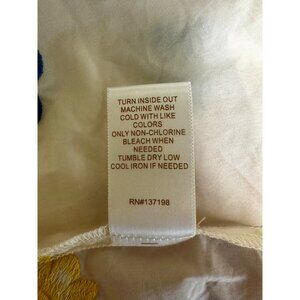 TURN INSIDE OUT
MACHINE WASH
COLD WITH LIKE
COLORS
ONLY NON-CHLORINE
BLEACH WHEN
NEEDED
TUMBLE DRY LOW
COOL IRON IF NEEDED
RN#137198